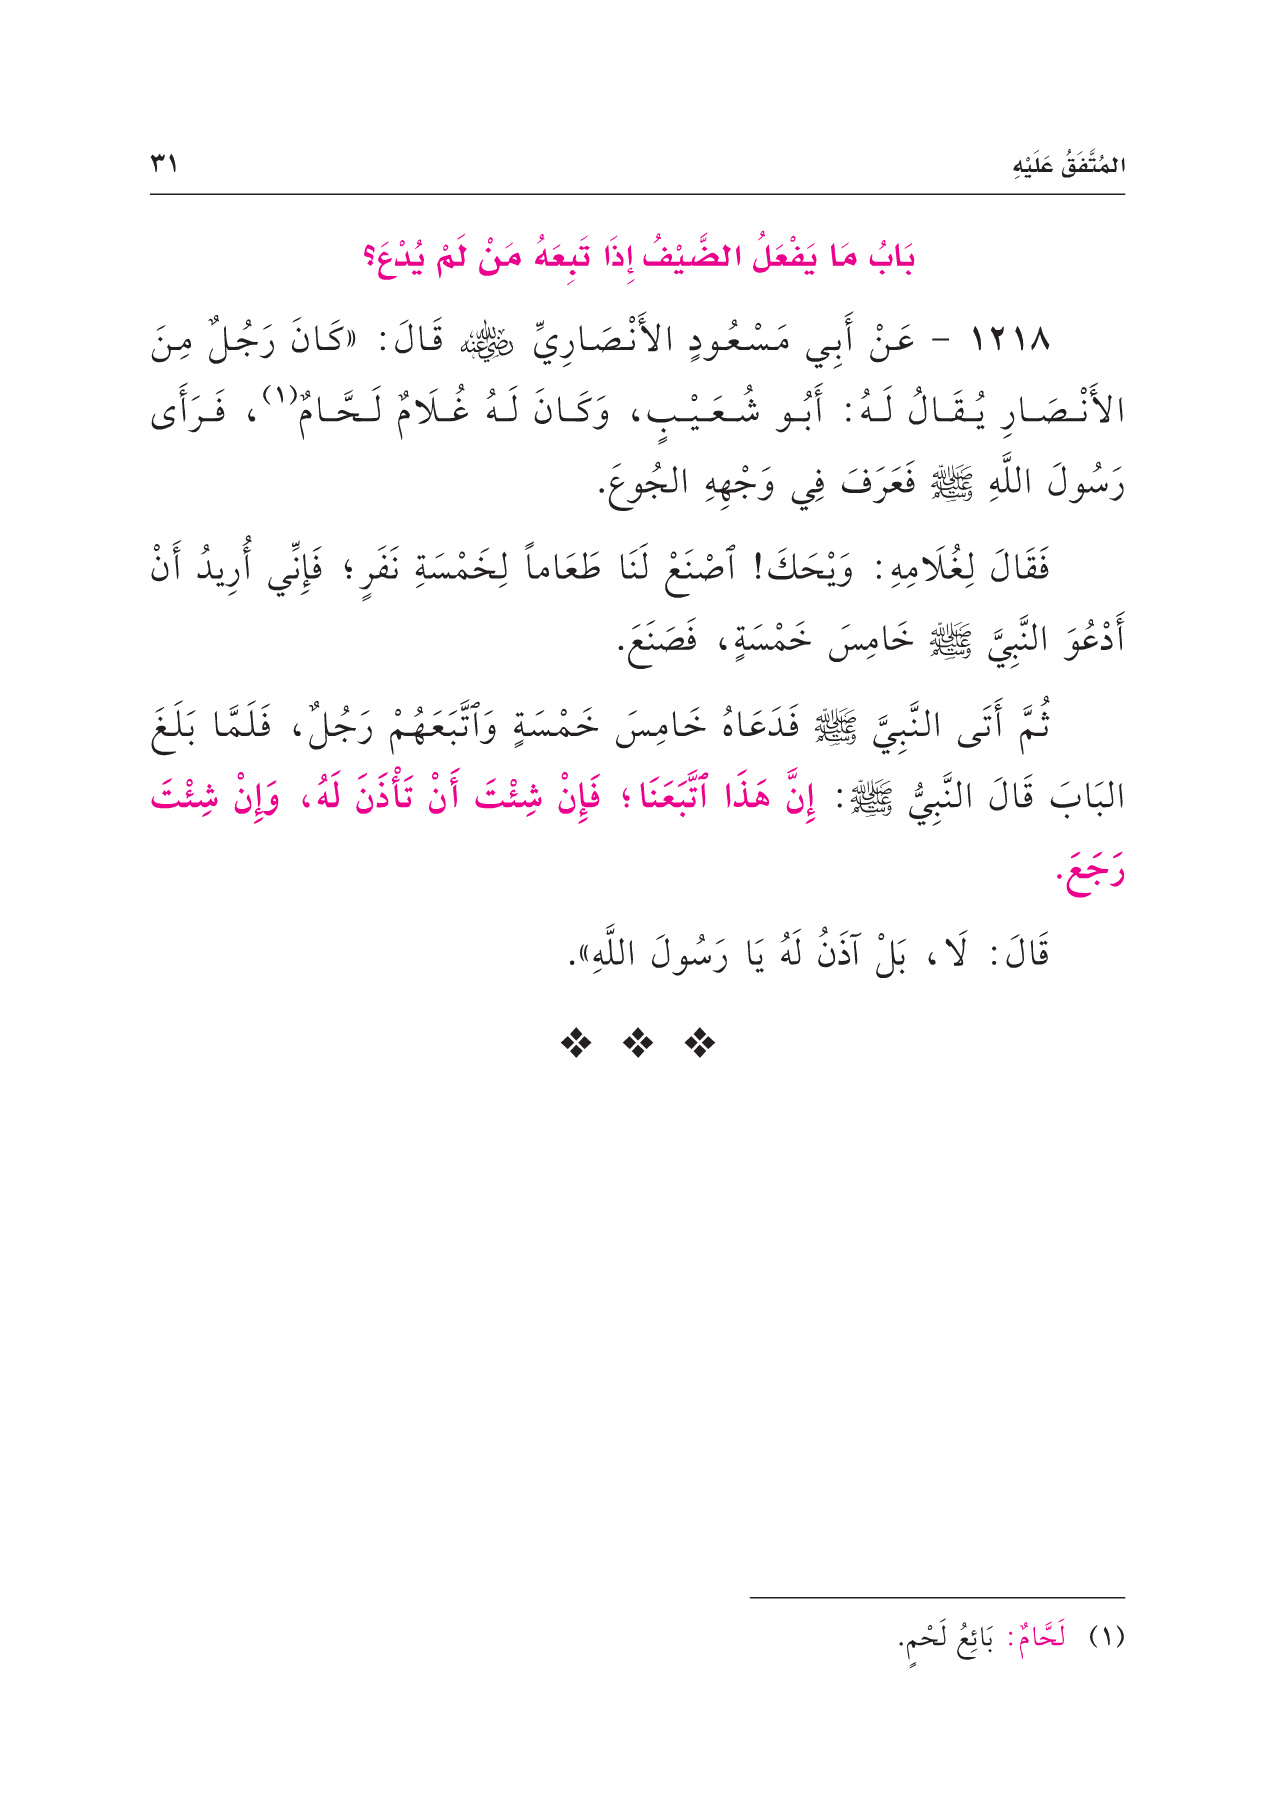 المُتَّفَقُ عَلَيْهِ ٣١
بَابُ مَا يَفْعَلُ الضَّيْفُ إِذَا تَبِعَهُ مَنْ لَمْ يُدْعَ؟
١٢١٨ - عَنْ أَبِي مَسْعُودٍ الأَنْصَارِيِّ رضي الله عنه قَالَ: «كَانَ رَجُلٌ مِنَ
الأَنْصَارِ يُقَالُ لَهُ: أَبُو شُعَيْبٍ، وَكَانَ لَهُ غُلَامٌ لَحَّامٌ(١)، فَرَأَى
رَسُولَ اللَّهِ ﷺ فَعَرَفَ فِي وَجْهِهِ الجُوعَ.
فَقَالَ لِغُلَامِهِ: وَيْحَكَ! ٱصْنَعْ لَنَا طَعَاماً لِخَمْسَةِ نَفَرٍ؛ فَإِنِّي أُرِيدُ أَنْ
أَدْعُوَ النَّبِيَّ ﷺ خَامِسَ خَمْسَةٍ، فَصَنَعَ.
ثُمَّ أَتَى النَّبِيَّ ﷺ فَدَعَاهُ خَامِسَ خَمْسَةٍ وَٱتَّبَعَهُمْ رَجُلٌ، فَلَمَّا بَلَغَ
البَابَ قَالَ النَّبِيُّ ﷺ: إِنَّ هَذَا ٱتَّبَعَنَا؛ فَإِنْ شِئْتَ أَنْ تَأْذَنَ لَهُ، وَإِنْ شِئْتَ
رَجَعَ.
قَالَ: لَا، بَلْ آذَنُ لَهُ يَا رَسُولَ اللَّهِ».
(١) لَحَّامٌ: بَائِعُ لَحْمٍ.